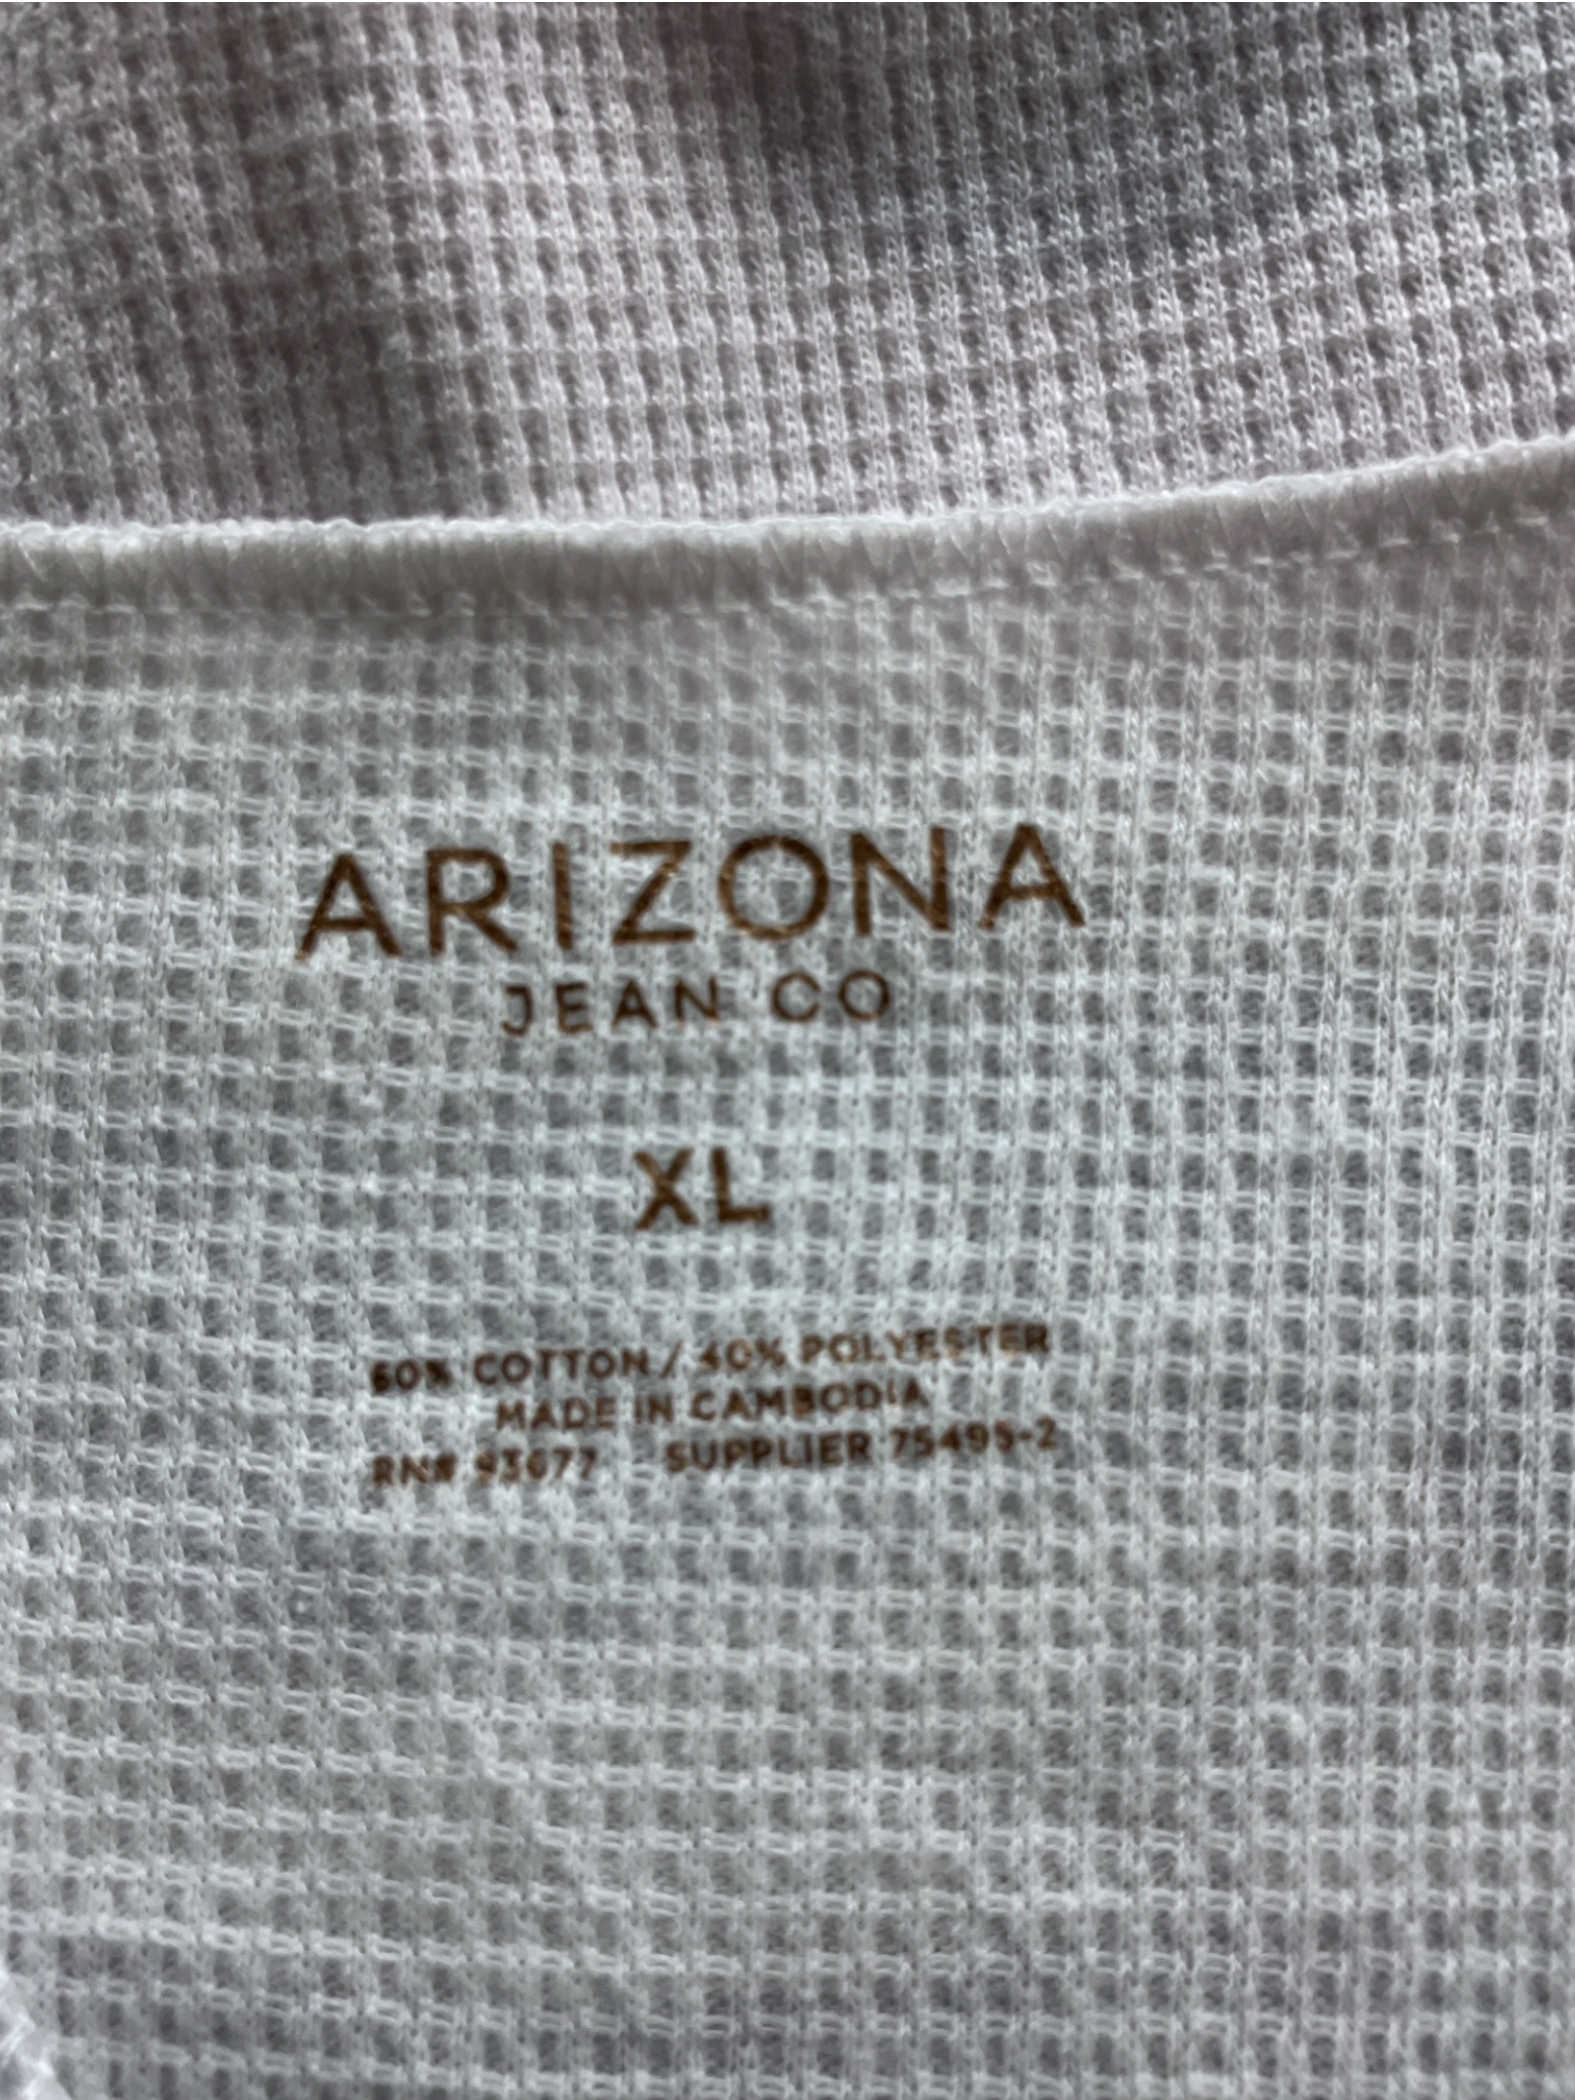 ARIZONA
JEAN CO
XL
60% COTTON / 40% POLYESTER
MADE IN CAMBODIA
RN# 93677 SUPPLIER 75495-2